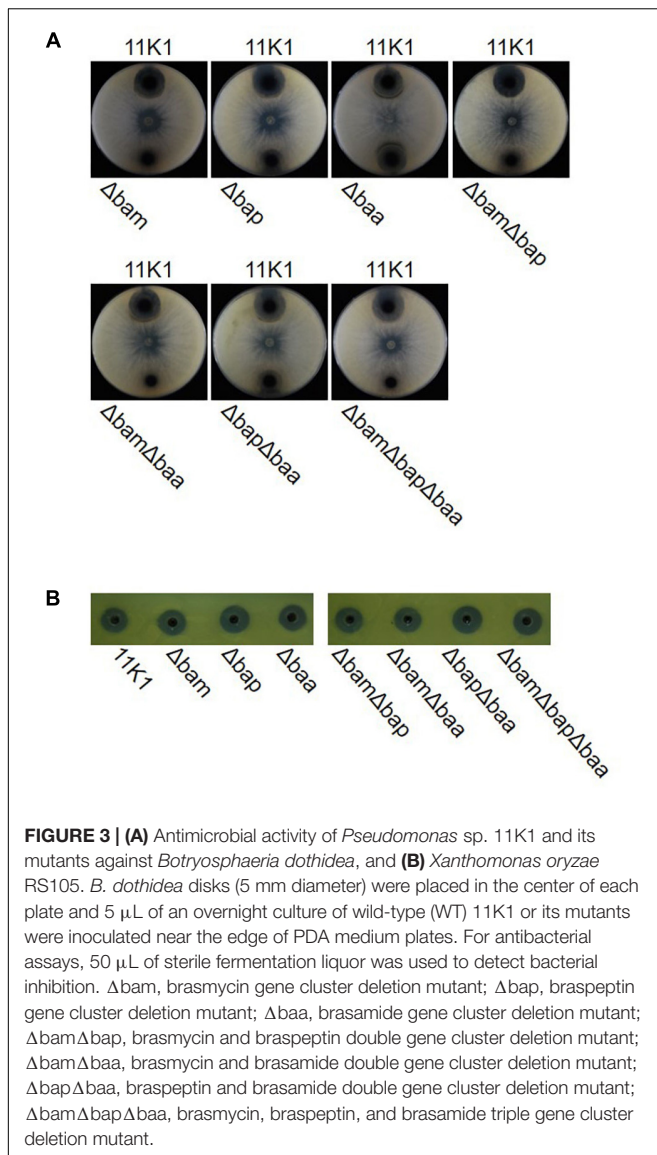 A
11K1 11K1 11K1 11K1
Δbam Δbap Δbaa ΔbamΔbap
11K1 11K1 11K1
ΔbamΔbaa ΔbapΔbaa ΔbamΔbapΔbaa
B
11K1 Δbam Δbap Δbaa ΔbamΔbap ΔbamΔbaa ΔbapΔbaa ΔbamΔbapΔbaa
FIGURE 3 | (A) Antimicrobial activity of Pseudomonas sp. 11K1 and its
mutants against Botryosphaeria dothidea, and (B) Xanthomonas oryzae
RS105. B. dothidea disks (5 mm diameter) were placed in the center of each
plate and 5 μL of an overnight culture of wild-type (WT) 11K1 or its mutants
were inoculated near the edge of PDA medium plates. For antibacterial
assays, 50 μL of sterile fermentation liquor was used to detect bacterial
inhibition. Δbam, brasmycin gene cluster deletion mutant; Δbap, braspeptin
gene cluster deletion mutant; Δbaa, brasamide gene cluster deletion mutant;
ΔbamΔbap, brasmycin and braspeptin double gene cluster deletion mutant;
ΔbamΔbaa, brasmycin and brasamide double gene cluster deletion mutant;
ΔbapΔbaa, braspeptin and brasamide double gene cluster deletion mutant;
ΔbamΔbapΔbaa, brasmycin, braspeptin, and brasamide triple gene cluster
deletion mutant.